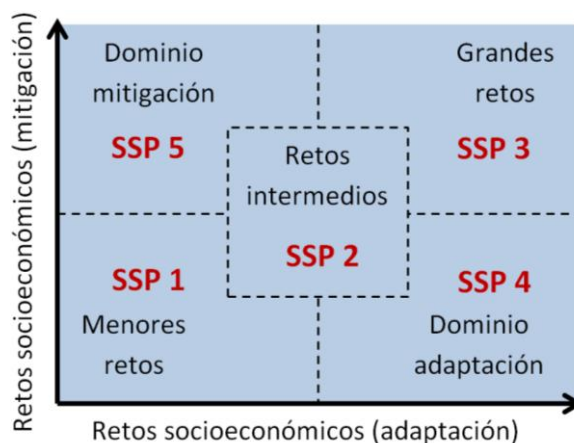 Retos socioeconómicos (mitigación)
Dominio
mitigación
SSP 5
Grandes
retos
SSP 3
Retos
intermedios
SSP 2
SSP 1
Menores
retos
SSP 4
Dominio
adaptación
Retos socioeconómicos (adaptación)